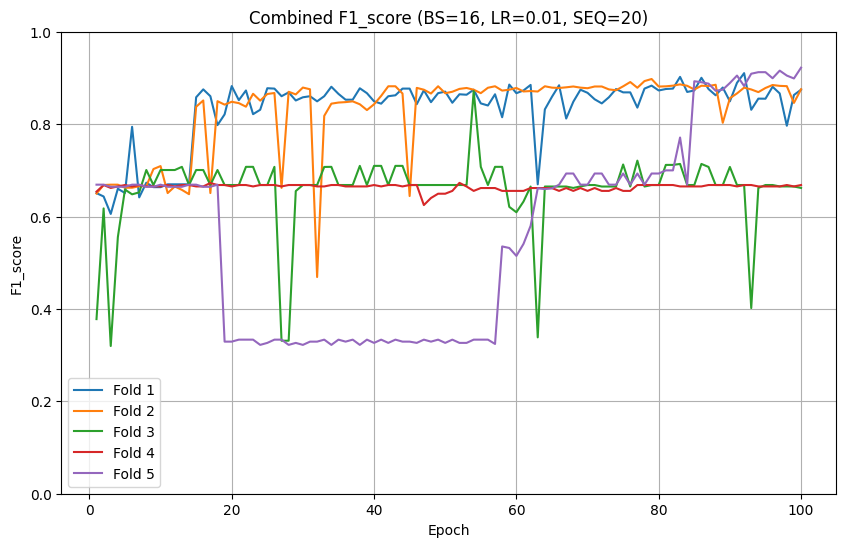 Combined F1_score (BS=16, LR=0.01, SEQ=20)
F1_score
1.0
0.8
0.6
0.4
0.2
0.0
Fold 1
Fold 2
Fold 3
Fold 4
Fold 5
0 20 40 60 80 100
Epoch